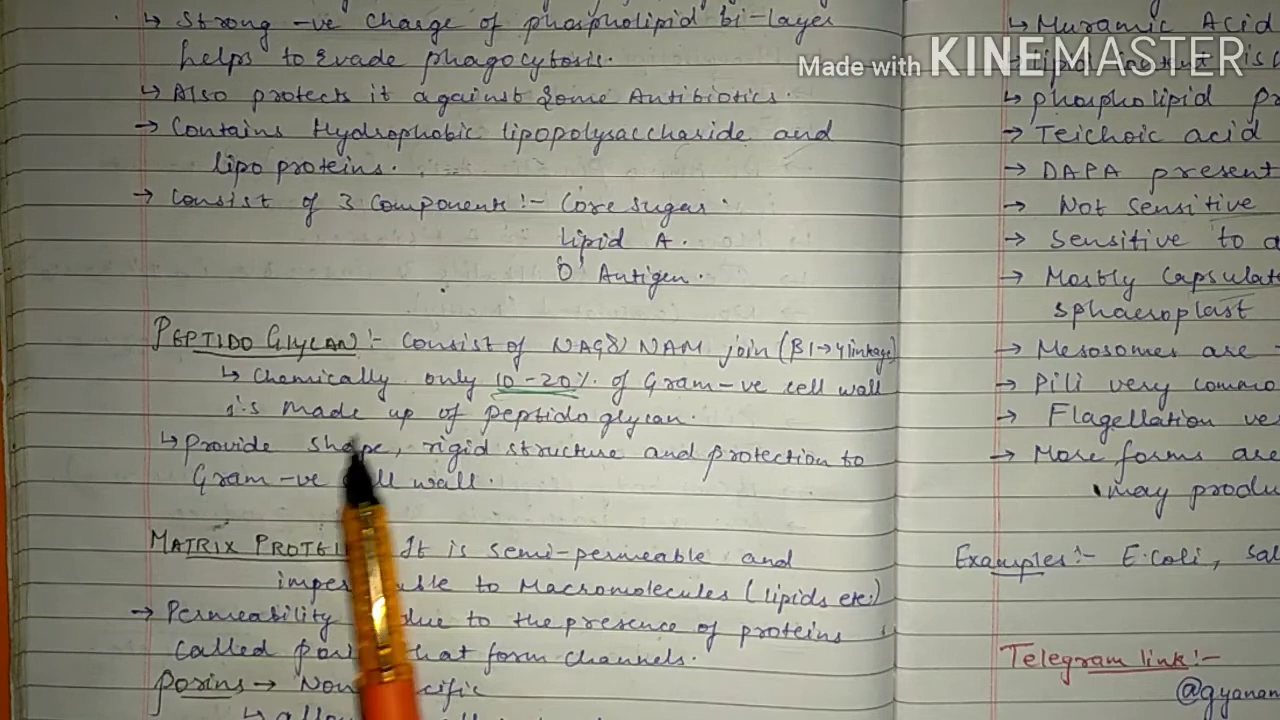 ↳ Strong -ve charge of phospholipid bi-layer
helps to Evade phagocytosis.
↳ Also protects it against Some Antibiotics.
→ Contains Hydrophobic lipopolysaccharide and
lipo proteins.
→ Consist of 3 Components :- Core sugar.
Lipid A.
O' Antigen.
PEPTIDO GLYCAN :- Consist of NAG & NAM join (β1→4 linkage)
↳ Chemically only 10-20% of Gram-ve cell wall
is made up of peptido glycan.
↳ Provide shape, rigid structure and protection to
Gram-ve wall.
MATRIX It is semi-permeable and
to Macromolecules (lipids etc.)
→ Permeability due to the presence of proteins
called that form channels.
Porins →
↳
↳ Muramic Acid
↳ phospholipid
→ Teichoic acid
→ DAPA present
→ Not Sensitive
→ Sensitive to
→ Mostly
sphaeroplast
→ Mesosomes are
→ Pili very
→ Flagellation
→ More forms are
may
Examples :- E.Coli,
Telegram link :-
Made with KINEMASTER